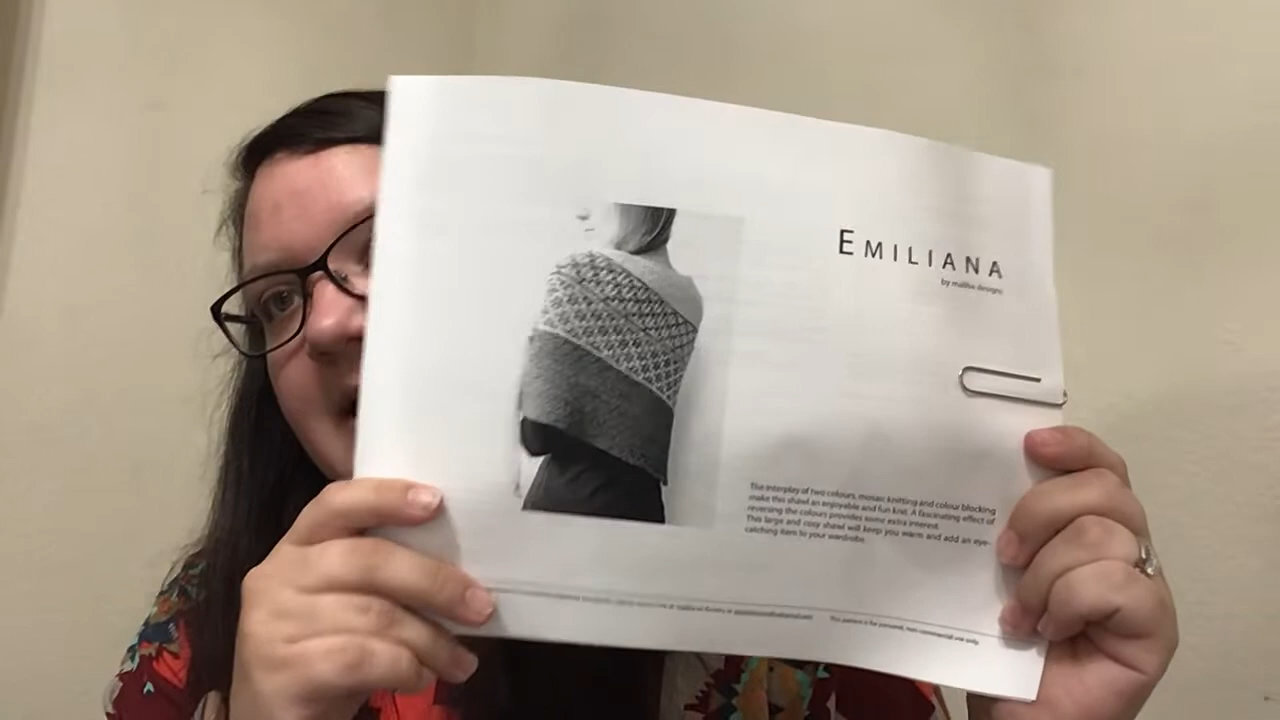 EMILIANA
by maliha designs
The interplay of two colours, mosaic knitting and colour blocking
make this shawl an enjoyable and fun knit. A fascinating effect of
reversing the colours provides some extra interest.
This large and cosy shawl will keep you warm and add an eye-
catching item to your wardrobe.
This pattern is for personal, non-commercial use only.